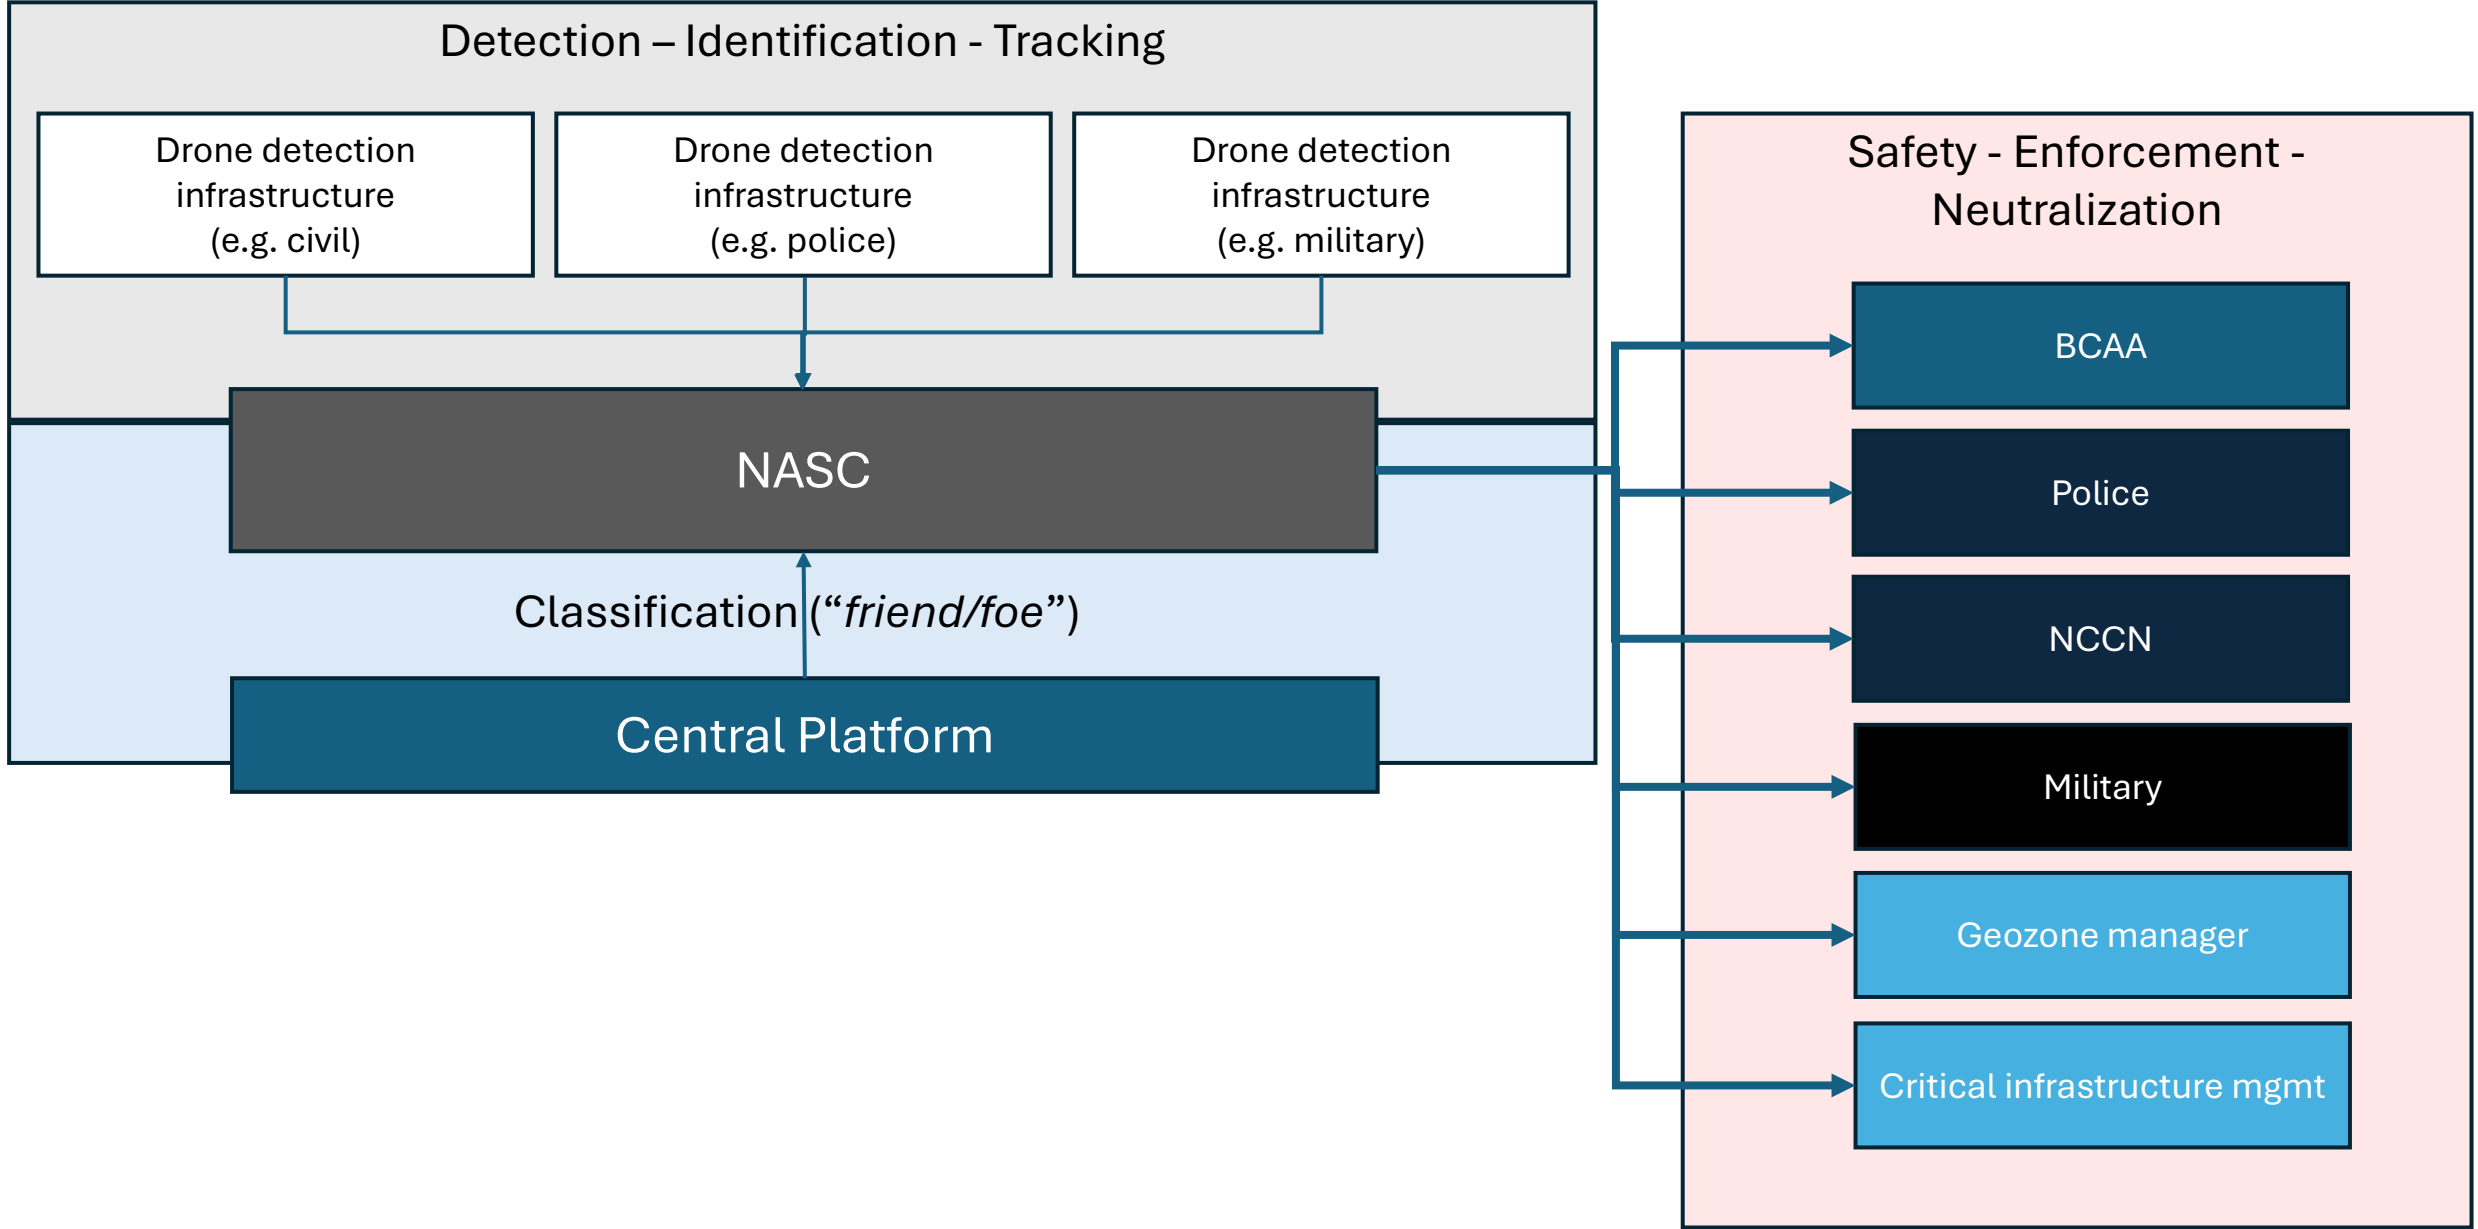 Detection – Identification - Tracking
Drone detection
infrastructure
(e.g. civil)
Drone detection
infrastructure
(e.g. police)
Drone detection
infrastructure
(e.g. military)
NASC
Classification (“friend/foe”)
Central Platform
Safety - Enforcement -
Neutralization
BCAA
Police
NCCN
Military
Geozone manager
Critical infrastructure mgmt